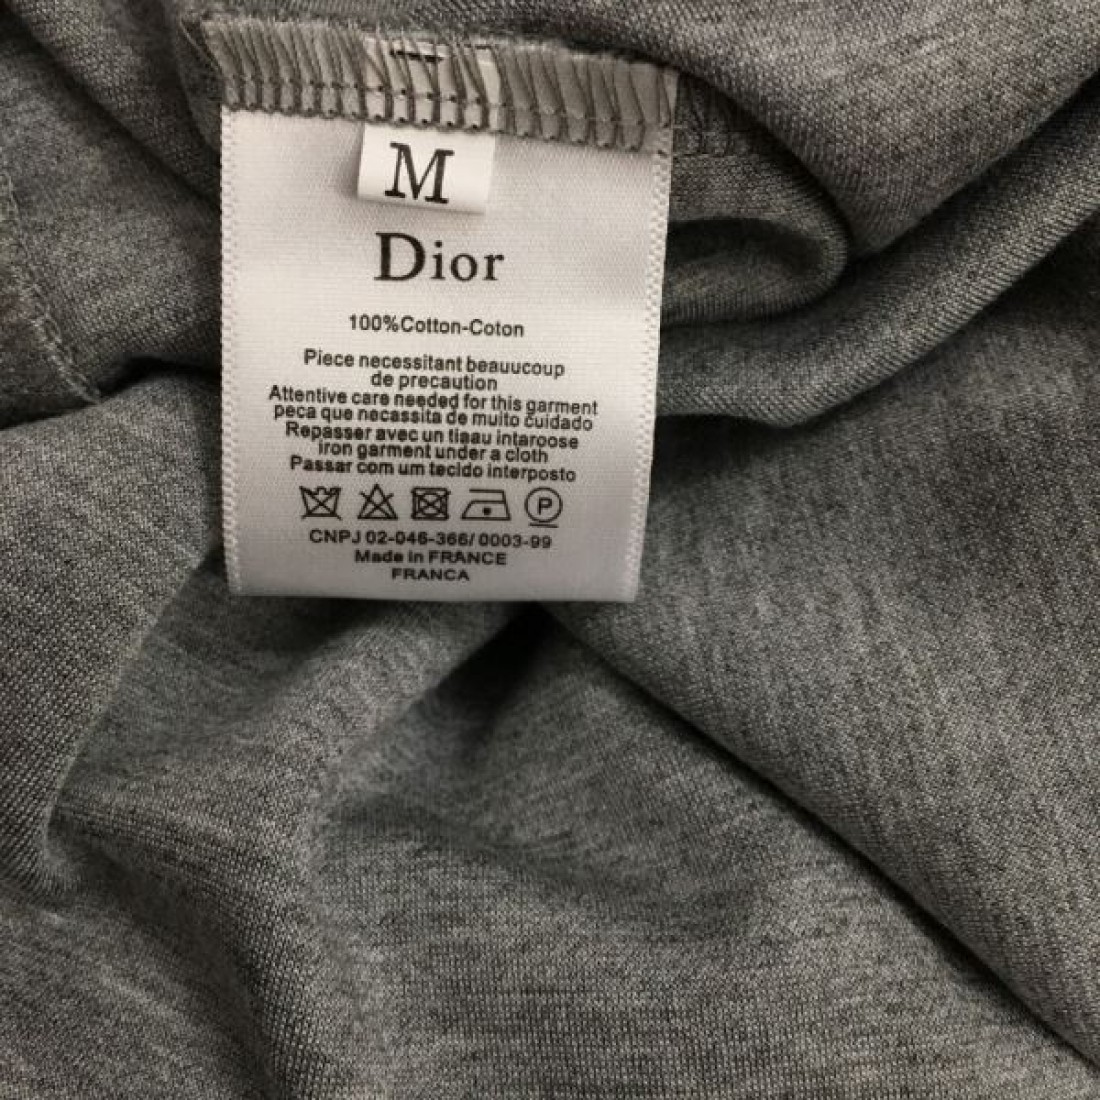 M
Dior
100%Cotton-Coton
Piece necessitant beauucoup
de precaution
Attentive care needed for this garment
peca que necassita de muito cuidado
Repasser avec un tiaau intaroose
iron garment under a cloth
Passar com um tecido interposto
P
CNPJ 02-046-366/ 0003-99
Made in FRANCE
FRANCA